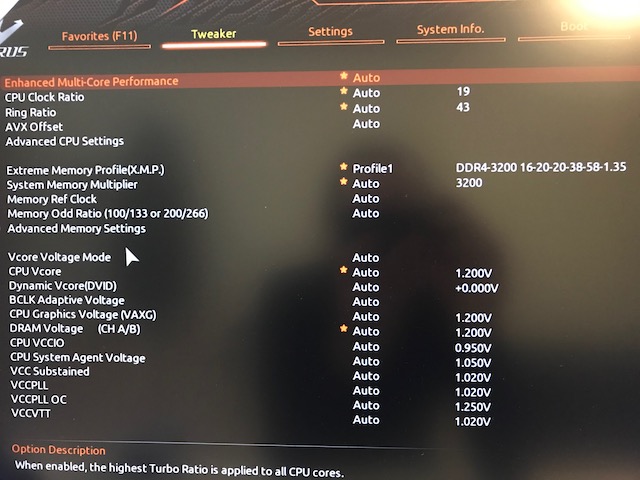 RUS
Favorites (F11) Tweaker Settings System Info. Boot
Enhanced Multi-Core Performance ★ Auto
CPU Clock Ratio ★ Auto 19
Ring Ratio ★ Auto 43
AVX Offset Auto
Advanced CPU Settings
Extreme Memory Profile(X.M.P.) ★ Profile1 DDR4-3200 16-20-20-38-58-1.35
System Memory Multiplier ★ Auto 3200
Memory Ref Clock Auto
Memory Odd Ratio (100/133 or 200/266) Auto
Advanced Memory Settings
Vcore Voltage Mode Auto
CPU Vcore ★ Auto 1.200V
Dynamic Vcore(DVID) Auto +0.000V
BCLK Adaptive Voltage Auto
CPU Graphics Voltage (VAXG) Auto 1.200V
DRAM Voltage (CH A/B) ★ Auto 1.200V
CPU VCCIO Auto 0.950V
CPU System Agent Voltage Auto 1.050V
VCC Substained Auto 1.020V
VCCPLL Auto 1.020V
VCCPLL OC Auto 1.250V
VCCVTT Auto 1.020V
Option Description
When enabled, the highest Turbo Ratio is applied to all CPU cores.